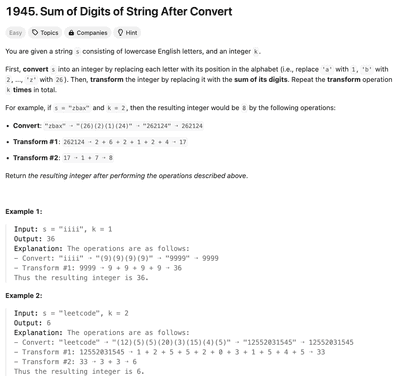 1945. Sum of Digits of String After Convert
Easy Topics Companies Hint
You are given a string s consisting of lowercase English letters, and an integer k.
First, convert s into an integer by replacing each letter with its position in the alphabet (i.e., replace 'a' with 1, 'b' with
2, ..., 'z' with 26). Then, transform the integer by replacing it with the sum of its digits. Repeat the transform operation
k times in total.
For example, if s = "zbax" and k = 2, then the resulting integer would be 8 by the following operations:
• Convert: "zbax" → "(26)(2)(1)(24)" → "262124" → 262124
• Transform #1: 262124 → 2 + 6 + 2 + 1 + 2 + 4 → 17
• Transform #2: 17 → 1 + 7 → 8
Return the resulting integer after performing the operations described above.
Example 1:
Input: s = "iiii", k = 1
Output: 36
Explanation: The operations are as follows:
- Convert: "iiii" → "(9)(9)(9)(9)" → "9999" → 9999
- Transform #1: 9999 → 9 + 9 + 9 + 9 → 36
Thus the resulting integer is 36.
Example 2:
Input: s = "leetcode", k = 2
Output: 6
Explanation: The operations are as follows:
- Convert: "leetcode" → "(12)(5)(5)(20)(3)(15)(4)(5)" → "12552031545" → 12552031545
- Transform #1: 12552031545 → 1 + 2 + 5 + 5 + 2 + 0 + 3 + 1 + 5 + 4 + 5 → 33
- Transform #2: 33 → 3 + 3 → 6
Thus the resulting integer is 6.